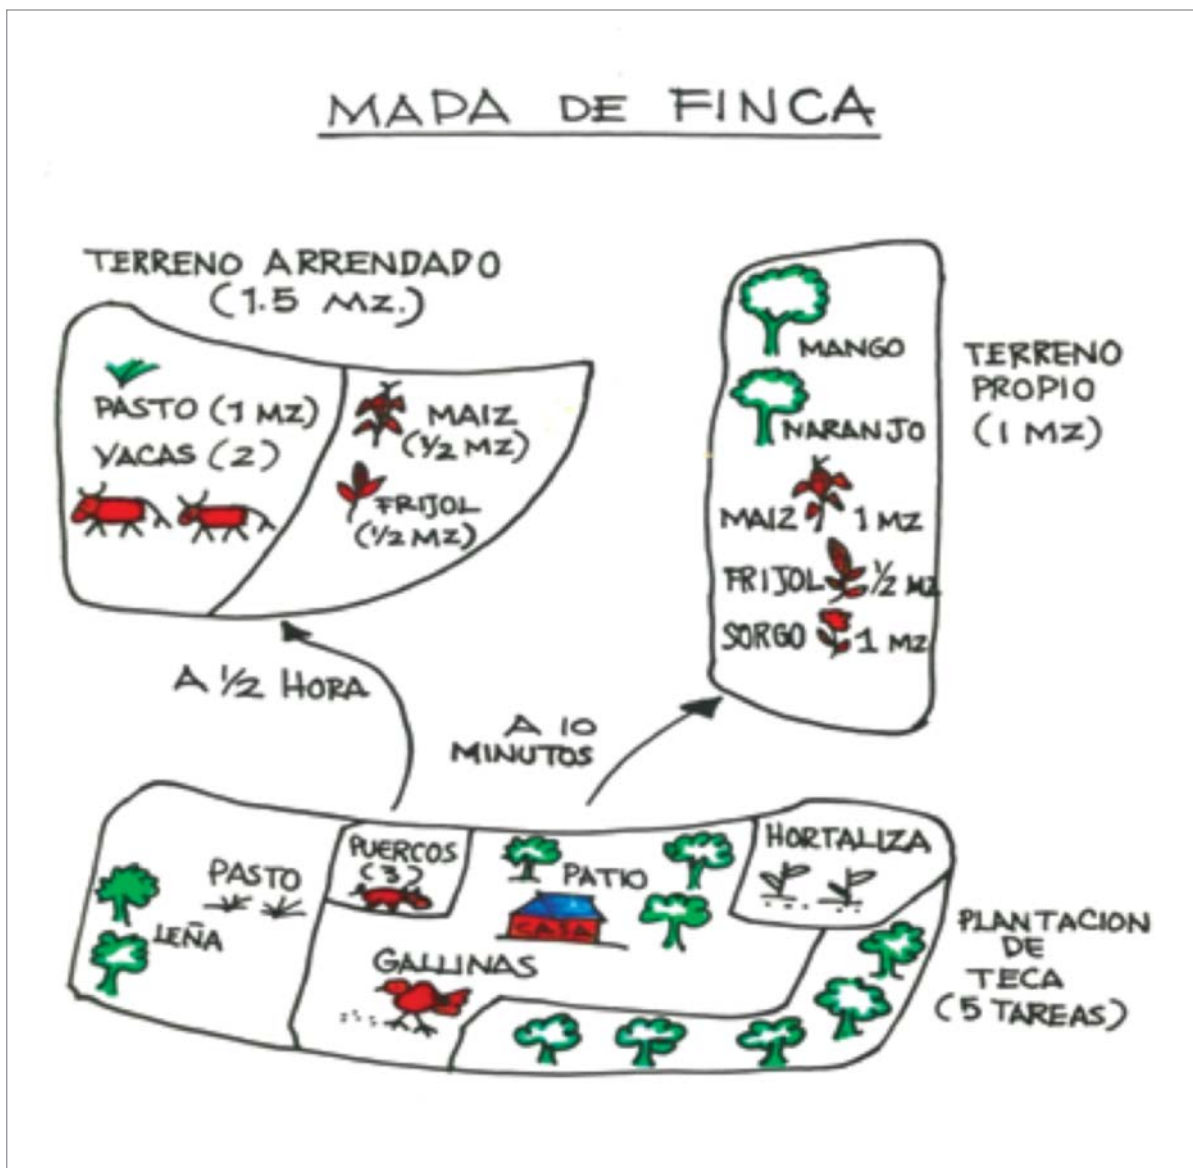 MAPA DE FINCA
TERRENO ARRENDADO
(1.5 MZ.)
PASTO (1 MZ)
VACAS (2)
MAIZ
(1/2 MZ)
FRIJOL
(1/2 MZ)
MANGO
NARANJO
MAIZ 1 MZ
FRIJOL 1/2 MZ
SORGO 1 MZ
TERRENO
PROPIO
(1 MZ)
A 1/2 HORA
A 10
MINUTOS
PASTO
LEÑA
PUERCOS
(3)
GALLINAS
PATIO
CASA
HORTALIZA
PLANTACION
DE
TECA
(5 TAREAS)